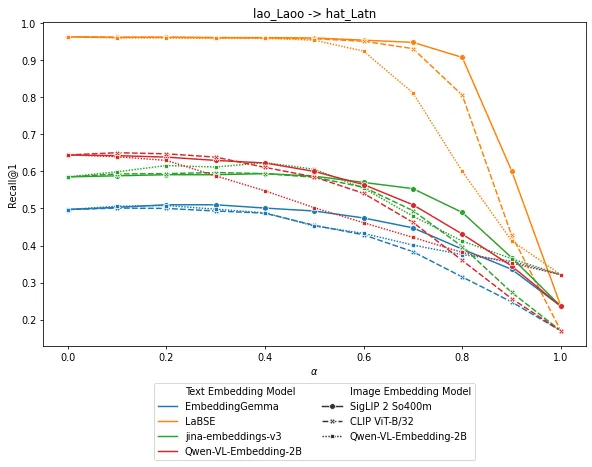 lao_Laoo -> hat_Latn
1.0
0.9
0.8
0.7
0.6
0.5
0.4
0.3
0.2
Recall@1
0.0 0.2 0.4 0.6 0.8 1.0
α
Text Embedding Model Image Embedding Model
EmbeddingGemma SigLIP 2 So400m
LaBSE CLIP ViT-B/32
jina-embeddings-v3 Qwen-VL-Embedding-2B
Qwen-VL-Embedding-2B